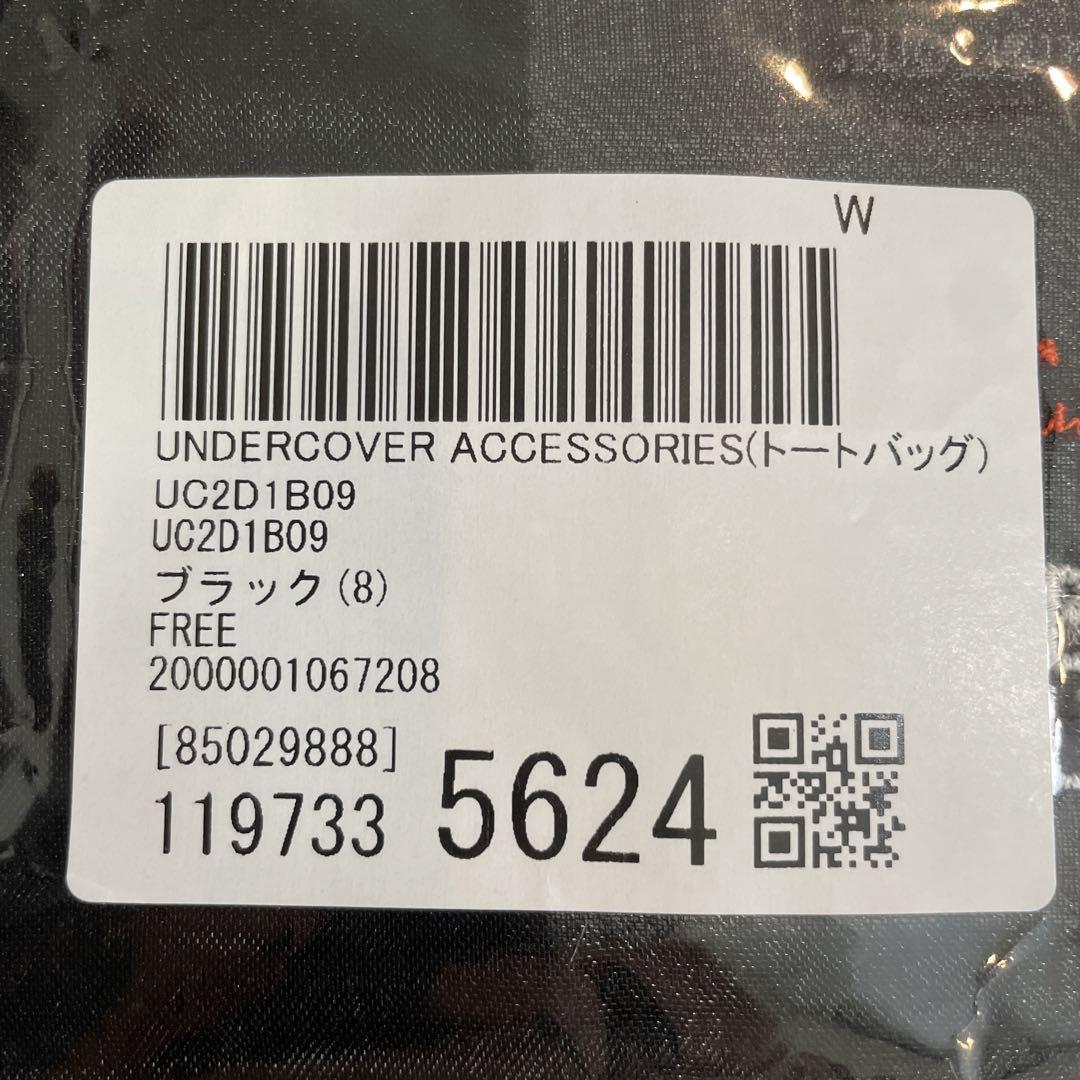 W
UNDERCOVER ACCESSORIES(トートバッグ)
UC2D1B09
UC2D1B09
ブラック(8)
FREE
2000001067208
[85029888]
119733 5624